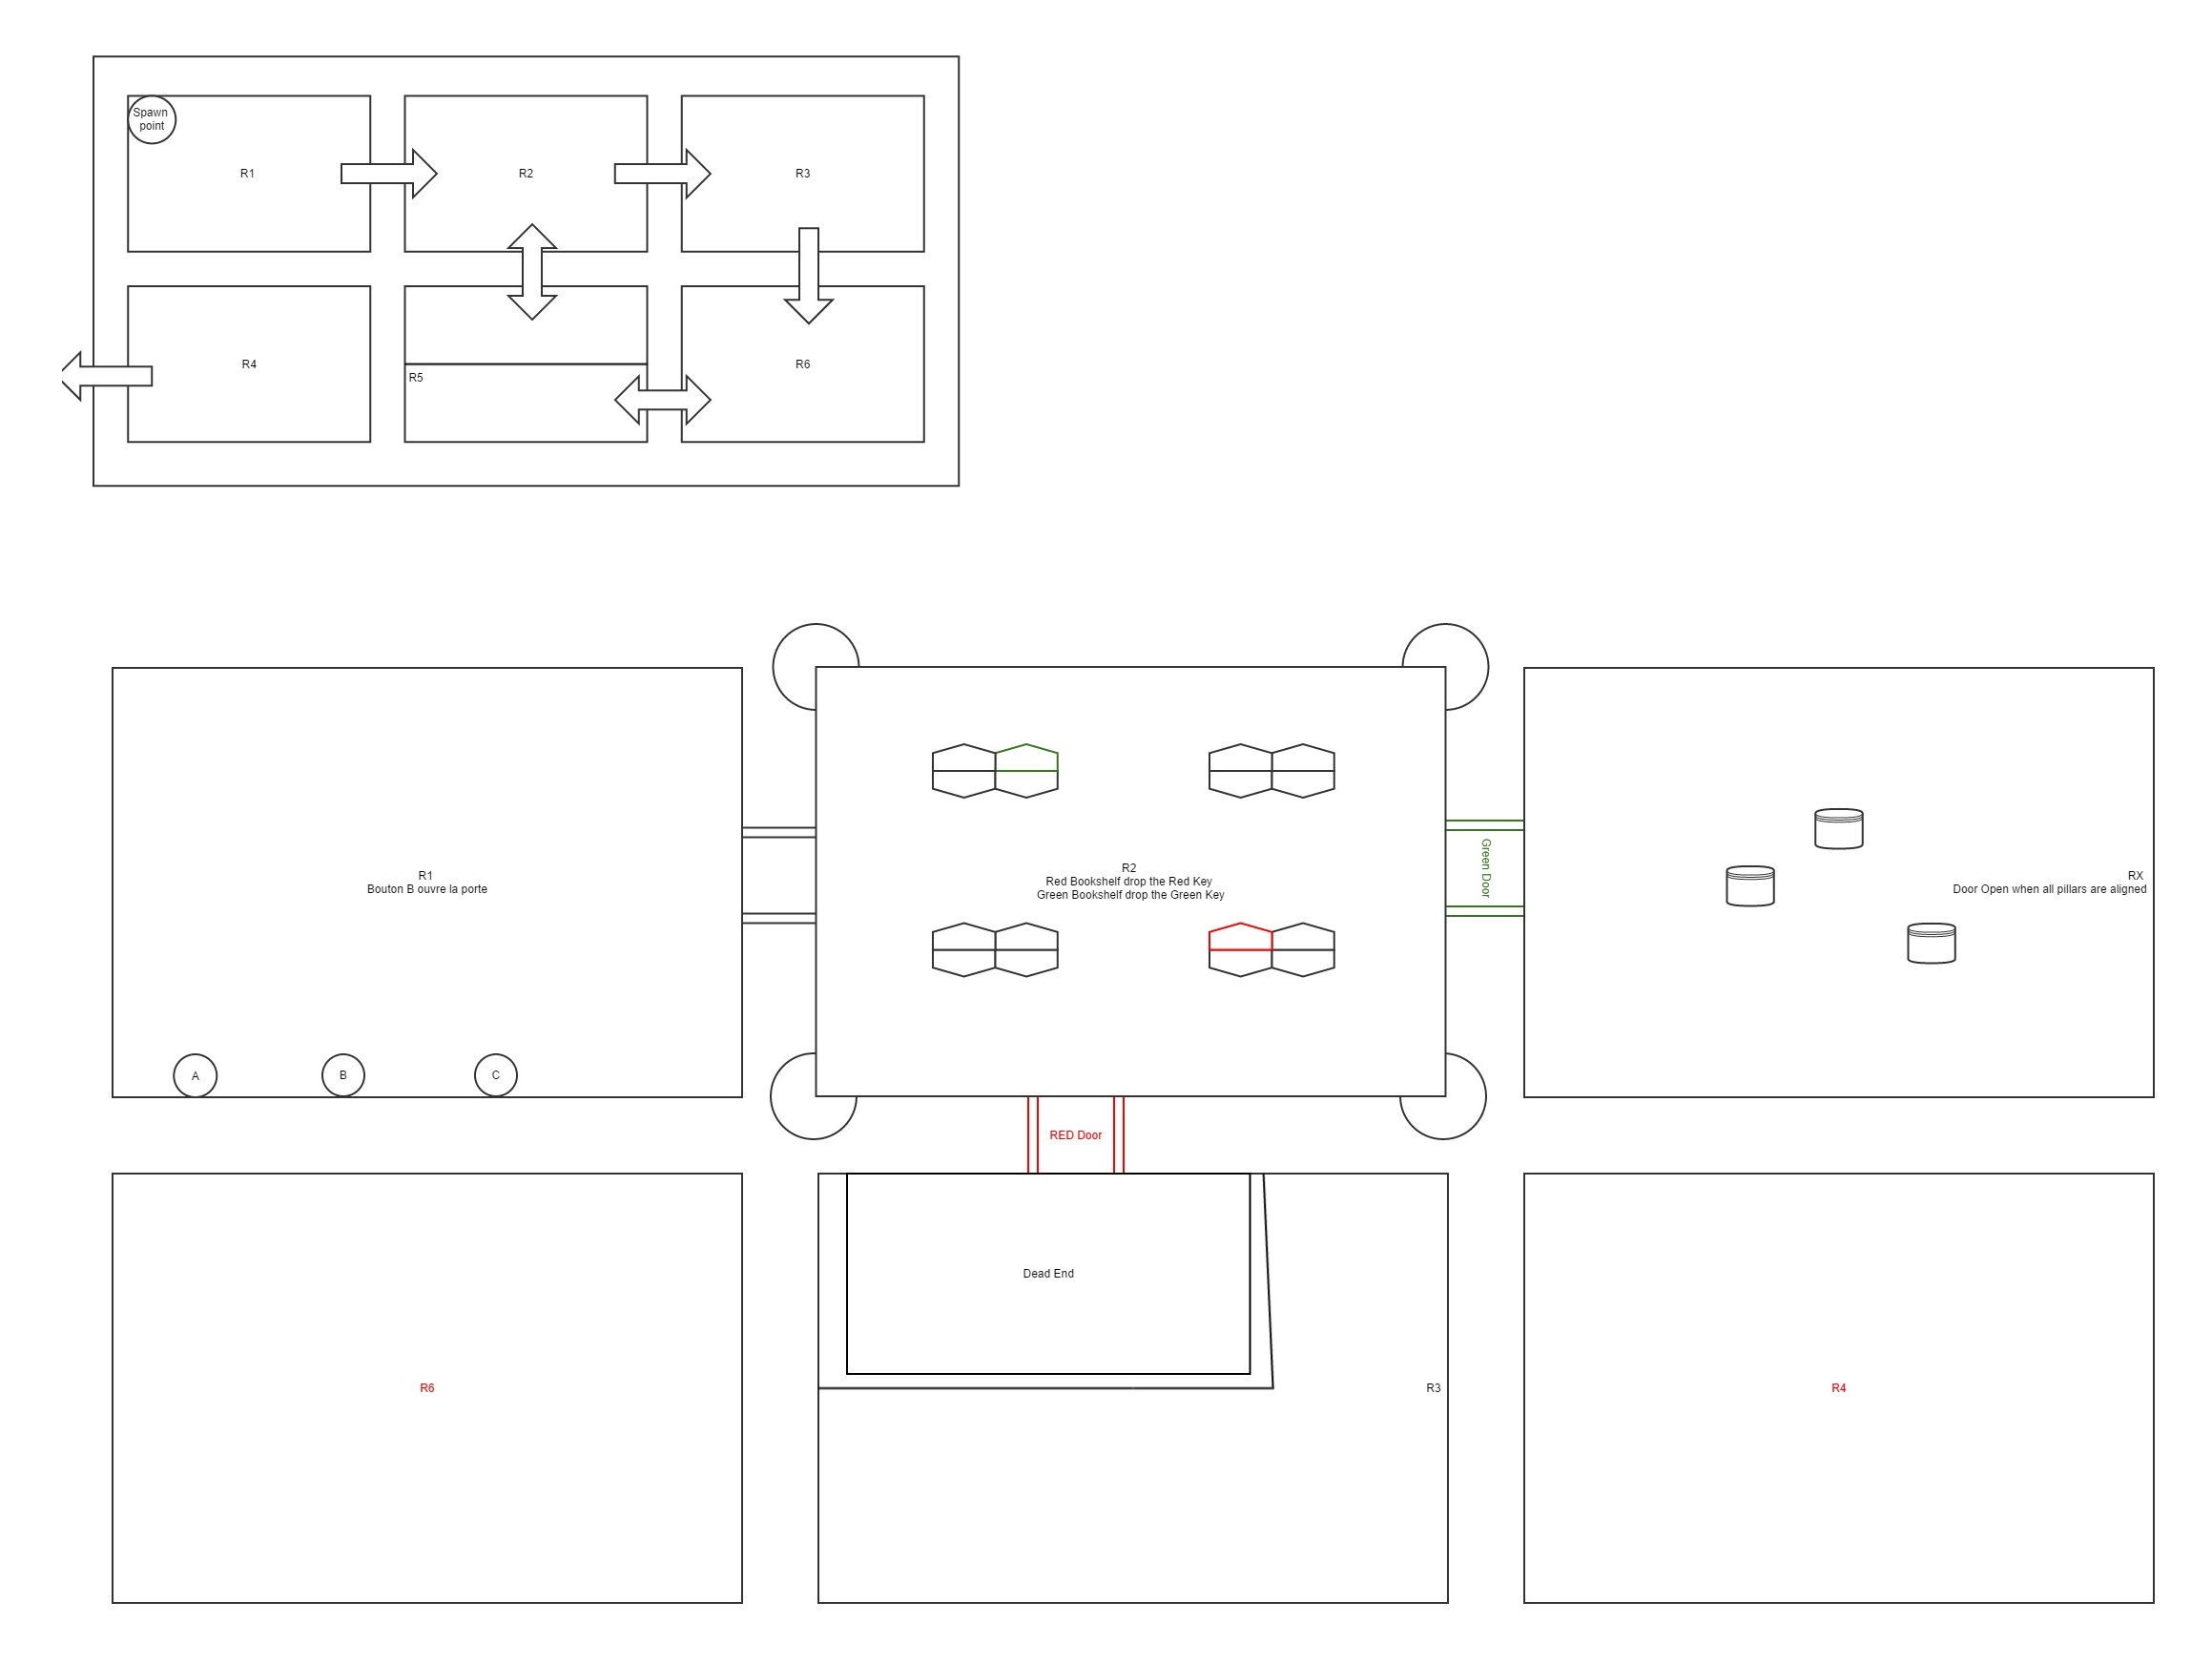 Spawn
point
R1
R2
R3
R4
R5
R6
R1
Bouton B ouvre la porte
A
B
C
R2
Red Bookshelf drop the Red Key
Green Bookshelf drop the Green Key
Green Door
RX
Door Open when all pillars are aligned
RED Door
Dead End
R6
R3
R4